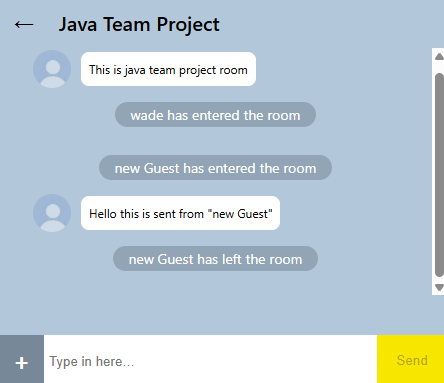 ← Java Team Project
This is java team project room
wade has entered the room
new Guest has entered the room
Hello this is sent from "new Guest"
new Guest has left the room
+ Type in here... Send